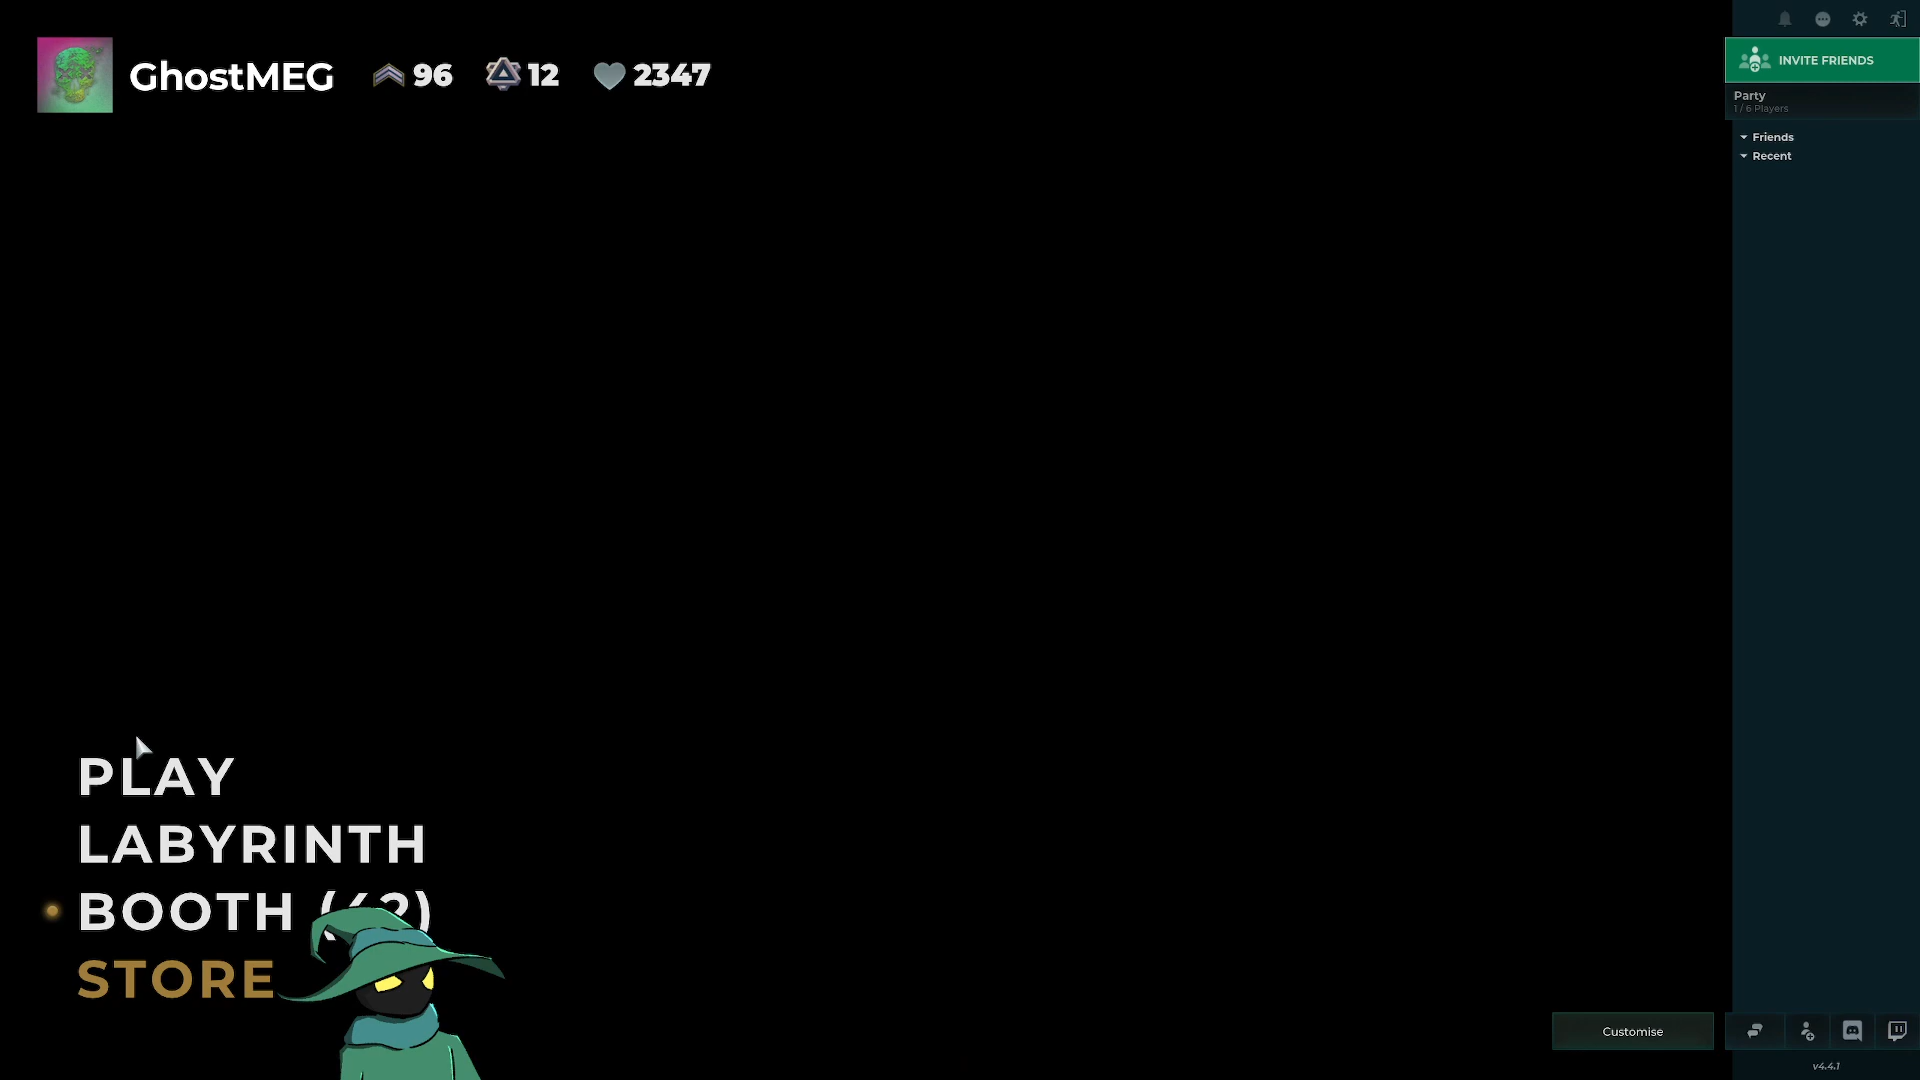 GhostMEG 96 12 2347
INVITE FRIENDS
Party
1 / 6 Players
Friends
Recent
PLAY
LABYRINTH
BOOTH
STORE
Customise
v4.4.1